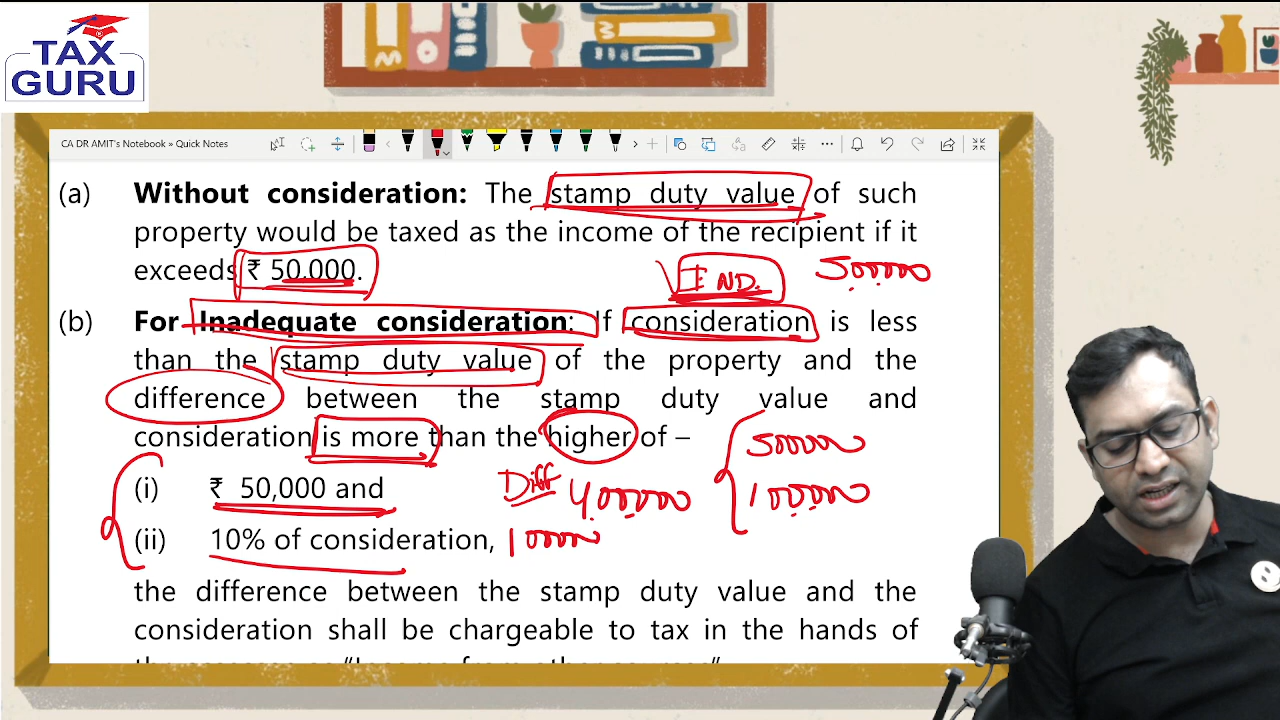 TAX
GURU
CA DR AMIT's Notebook » Quick Notes
(a) Without consideration: The stamp duty value of such
property would be taxed as the income of the recipient if it
exceeds ₹ 50,000.
I ND.
(b) For Inadequate consideration: If consideration is less
than the stamp duty value of the property and the
difference between the stamp duty value and
consideration is more than the higher of –
(i) ₹ 50,000 and
Diff
(ii) 10% of consideration,
the difference between the stamp duty value and the
consideration shall be chargeable to tax in the hands of